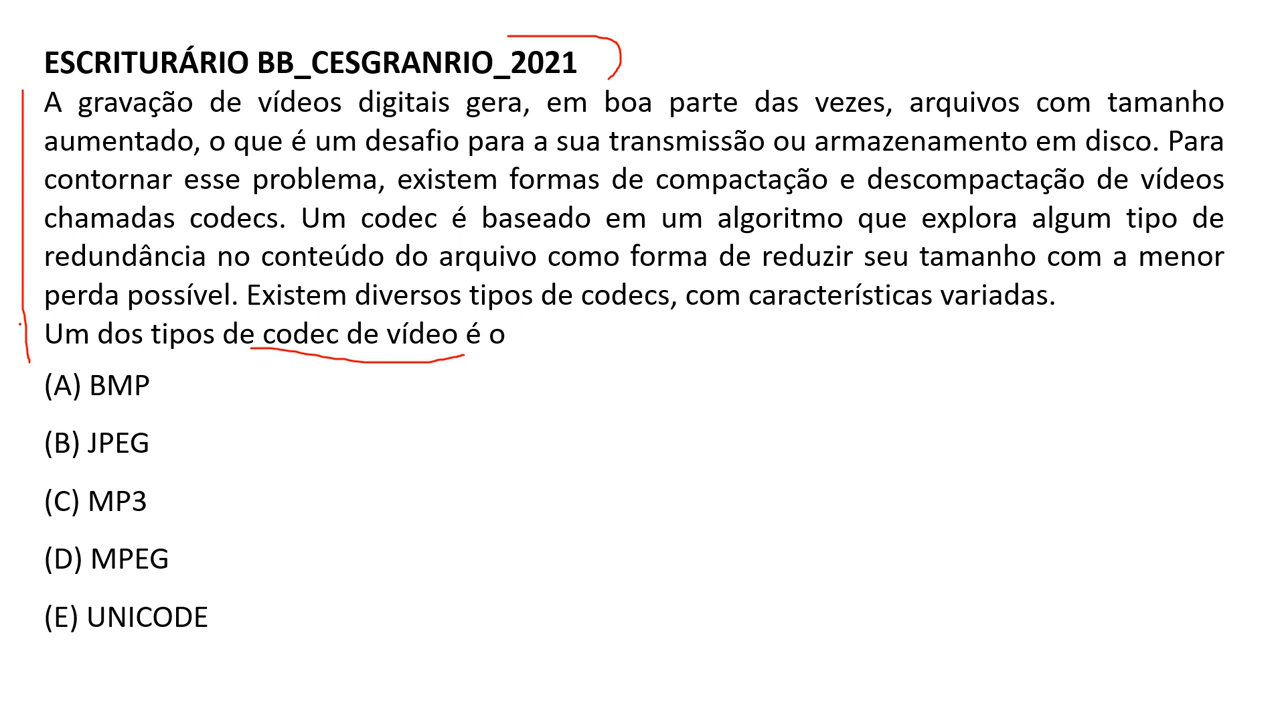 ESCRITURÁRIO BB_CESGRANRIO_2021
A gravação de vídeos digitais gera, em boa parte das vezes, arquivos com tamanho
aumentado, o que é um desafio para a sua transmissão ou armazenamento em disco. Para
contornar esse problema, existem formas de compactação e descompactação de vídeos
chamadas codecs. Um codec é baseado em um algoritmo que explora algum tipo de
redundância no conteúdo do arquivo como forma de reduzir seu tamanho com a menor
perda possível. Existem diversos tipos de codecs, com características variadas.
Um dos tipos de codec de vídeo é o
(A) BMP
(B) JPEG
(C) MP3
(D) MPEG
(E) UNICODE